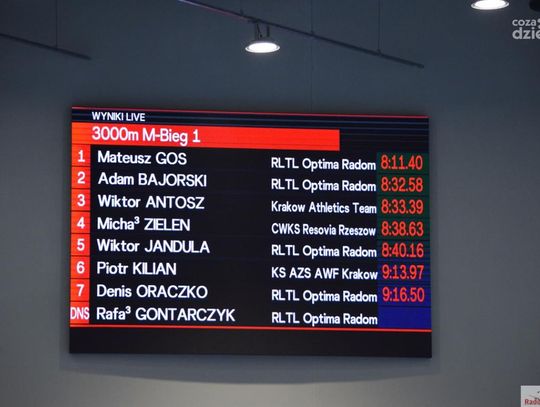 coza
dzie
WYNIKI LIVE
3000m M-Bieg 1
1 Mateusz GOS RLTL Optima Radom 8:11.40
2 Adam BAJORSKI RLTL Optima Radom 8:32.58
3 Wiktor ANTOSZ Krakow Athletics Team 8:33.39
4 Micha³ ZIELEN CWKS Resovia Rzeszow 8:38.63
5 Wiktor JANDULA RLTL Optima Radom 8:40.16
6 Piotr KILIAN KS AZS AWF Krakow 9:13.97
7 Denis ORACZKO RLTL Optima Radom 9:16.50
DNS Rafa³ GONTARCZYK RLTL Optima Radom
Radi